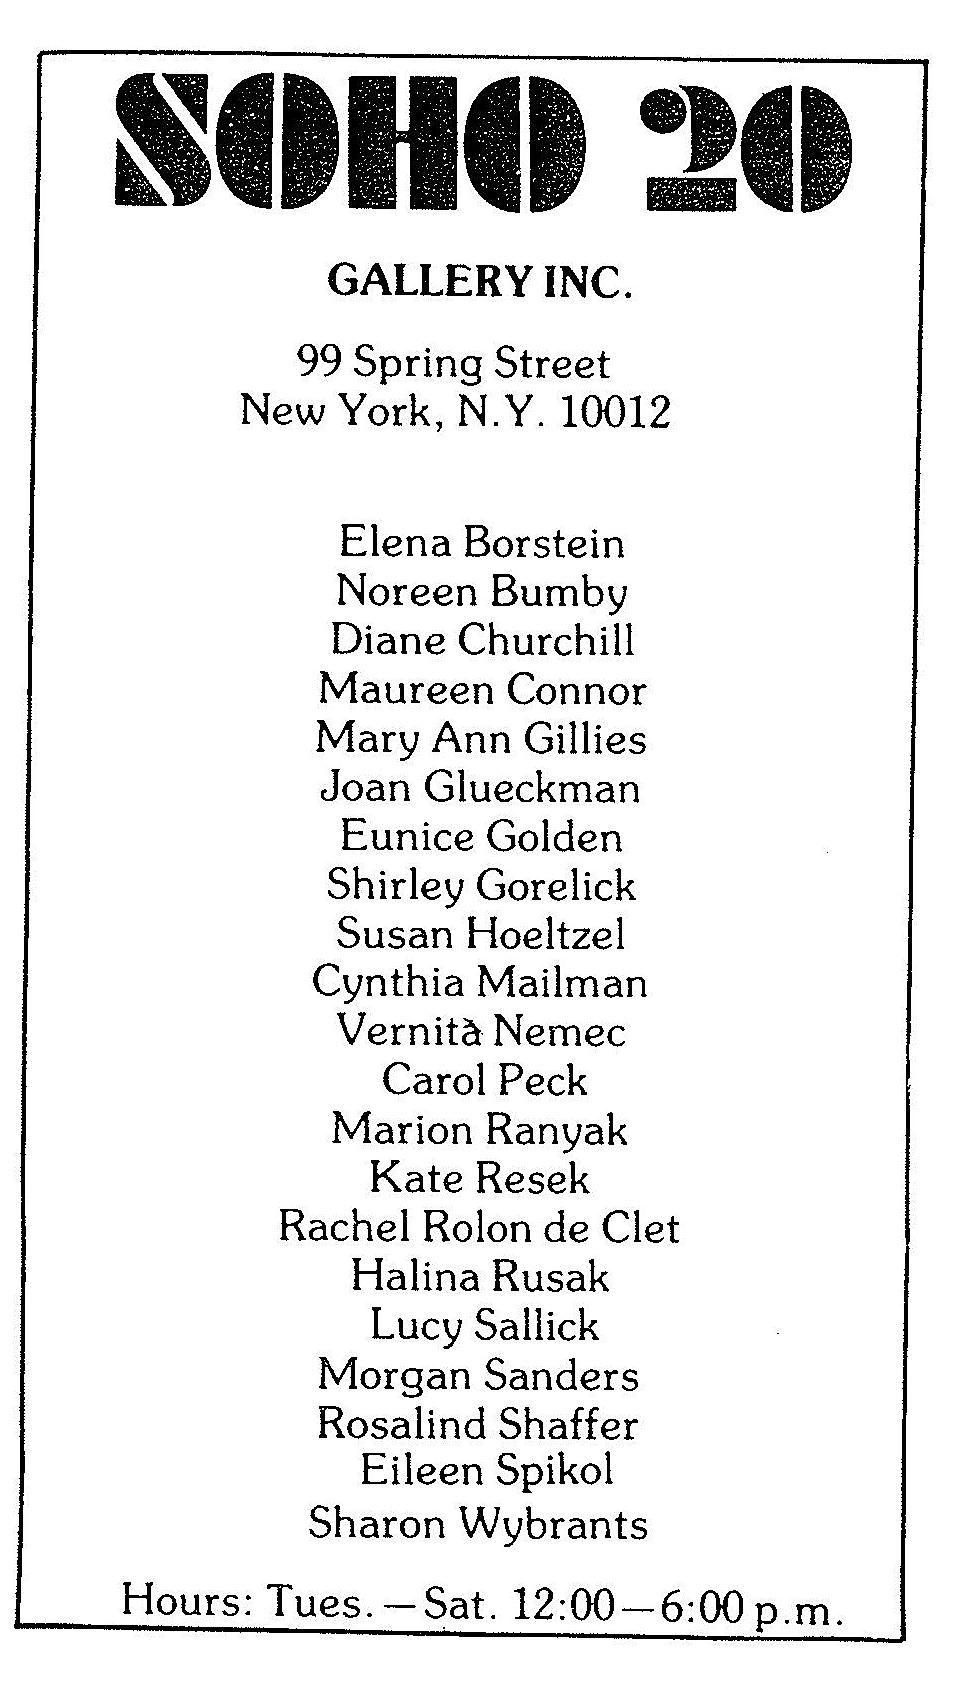 SOHO 20
GALLERY INC.
99 Spring Street
New York, N.Y. 10012
Elena Borstein
Noreen Bumby
Diane Churchill
Maureen Connor
Mary Ann Gillies
Joan Glueckman
Eunice Golden
Shirley Gorelick
Susan Hoeltzel
Cynthia Mailman
Vernità Nemec
Carol Peck
Marion Ranyak
Kate Resek
Rachel Rolon de Clet
Halina Rusak
Lucy Sallick
Morgan Sanders
Rosalind Shaffer
Eileen Spikol
Sharon Wybrants
Hours: Tues. — Sat. 12:00 — 6:00 p.m.